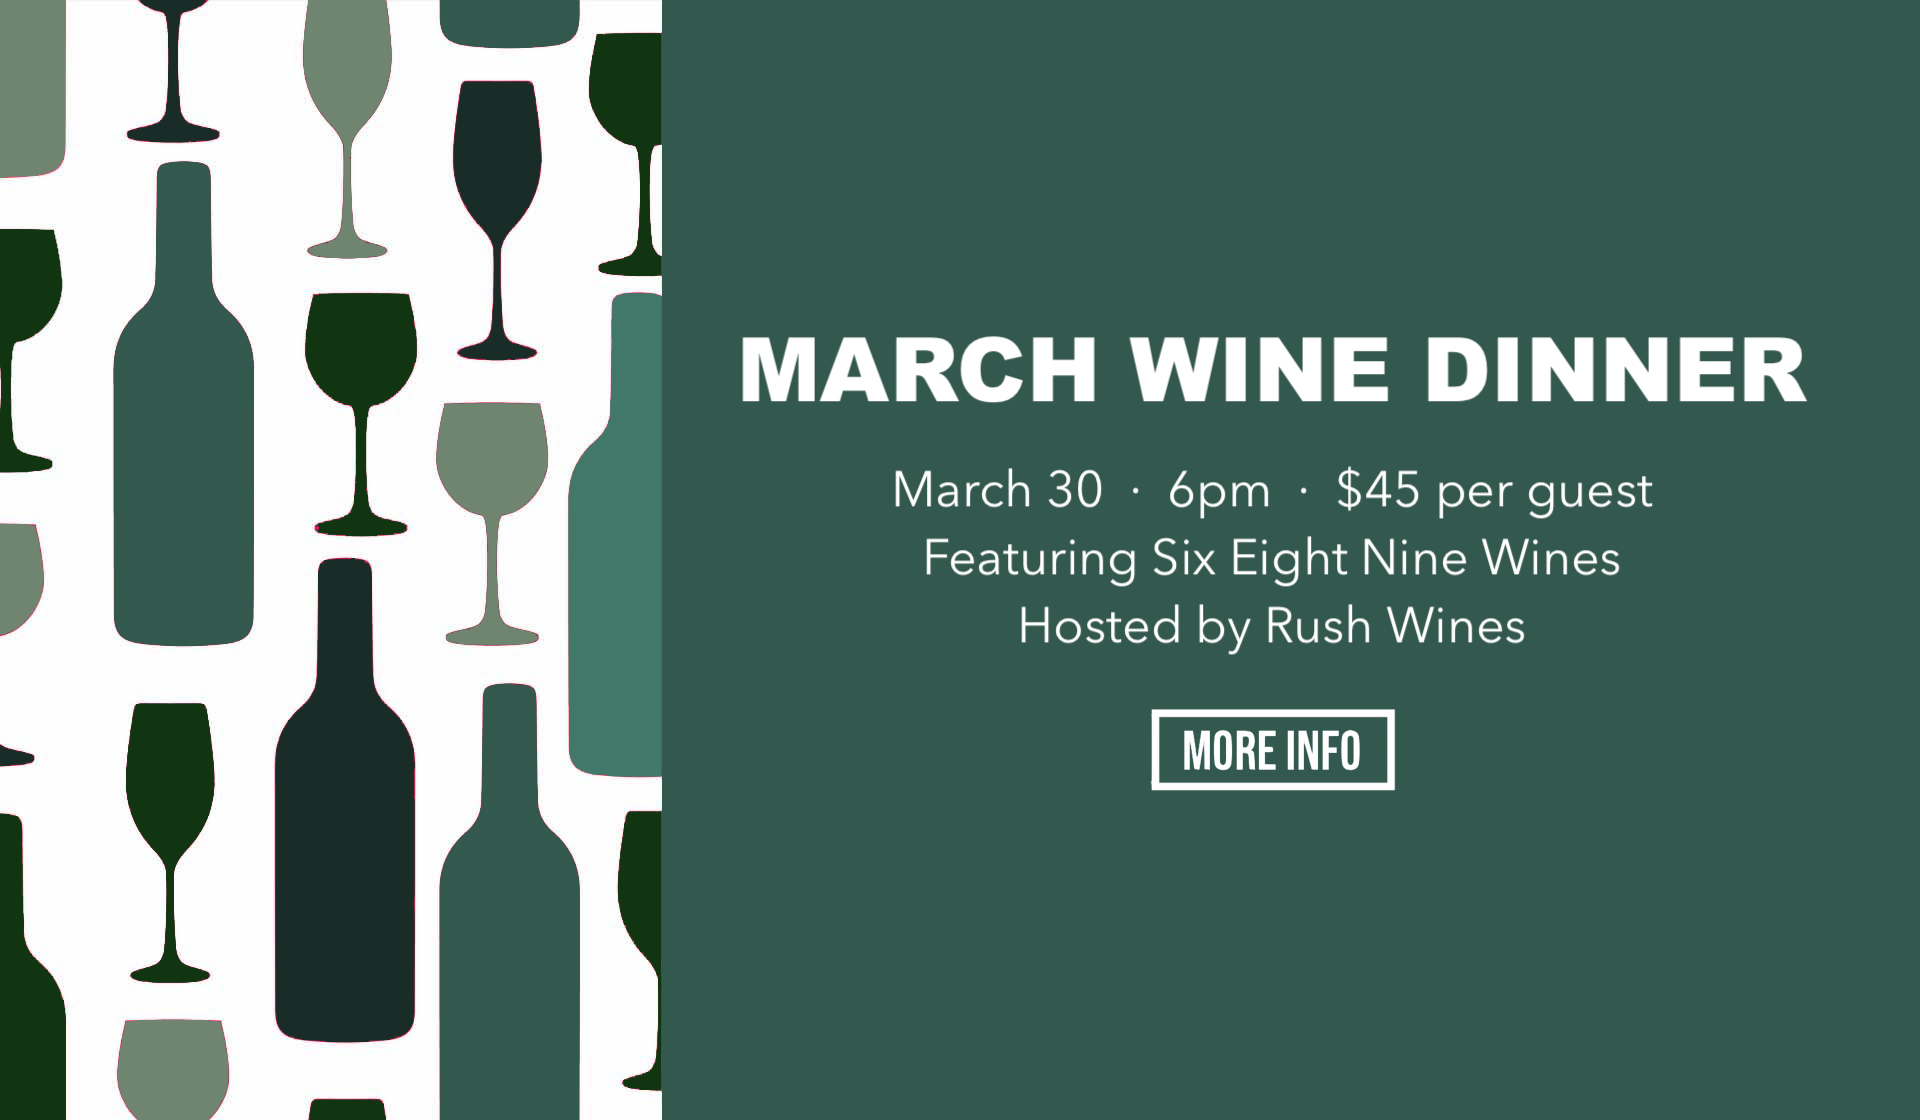 MARCH WINE DINNER
March 30 · 6pm · $45 per guest
Featuring Six Eight Nine Wines
Hosted by Rush Wines
MORE INFO